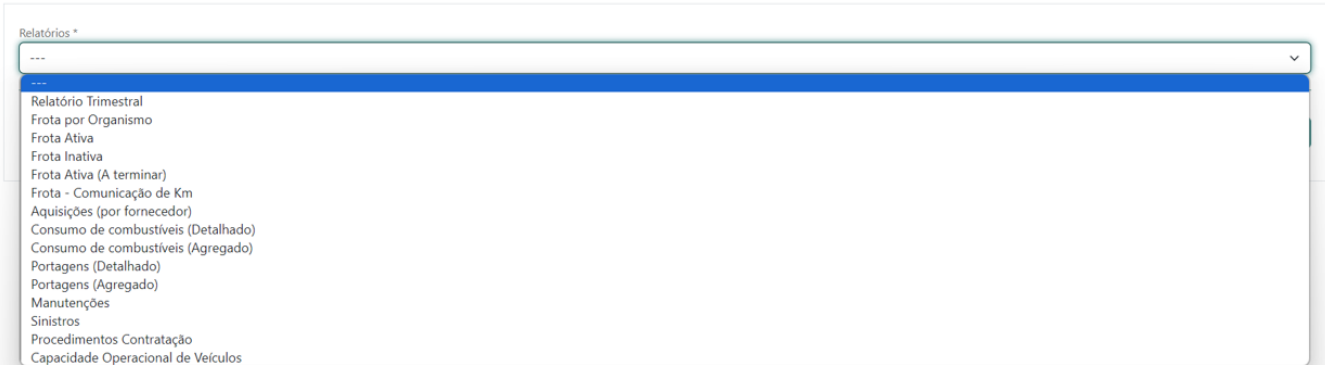 Relatórios *
---
---
Relatório Trimestral
Frota por Organismo
Frota Ativa
Frota Inativa
Frota Ativa (A terminar)
Frota - Comunicação de Km
Aquisições (por fornecedor)
Consumo de combustíveis (Detalhado)
Consumo de combustíveis (Agregado)
Portagens (Detalhado)
Portagens (Agregado)
Manutenções
Sinistros
Procedimentos Contratação
Capacidade Operacional de Veículos